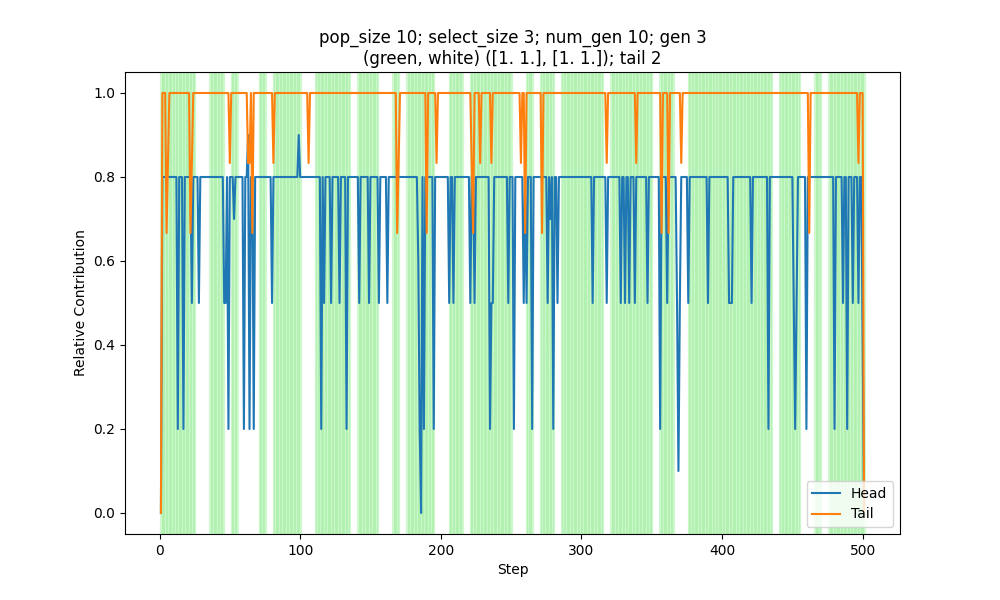 pop_size 10; select_size 3; num_gen 10; gen 3
(green, white) ([1. 1.], [1. 1.]); tail 2
Relative Contribution
1.0
0.8
0.6
0.4
0.2
0.0
Head
Tail
0
100
200
300
400
500
Step